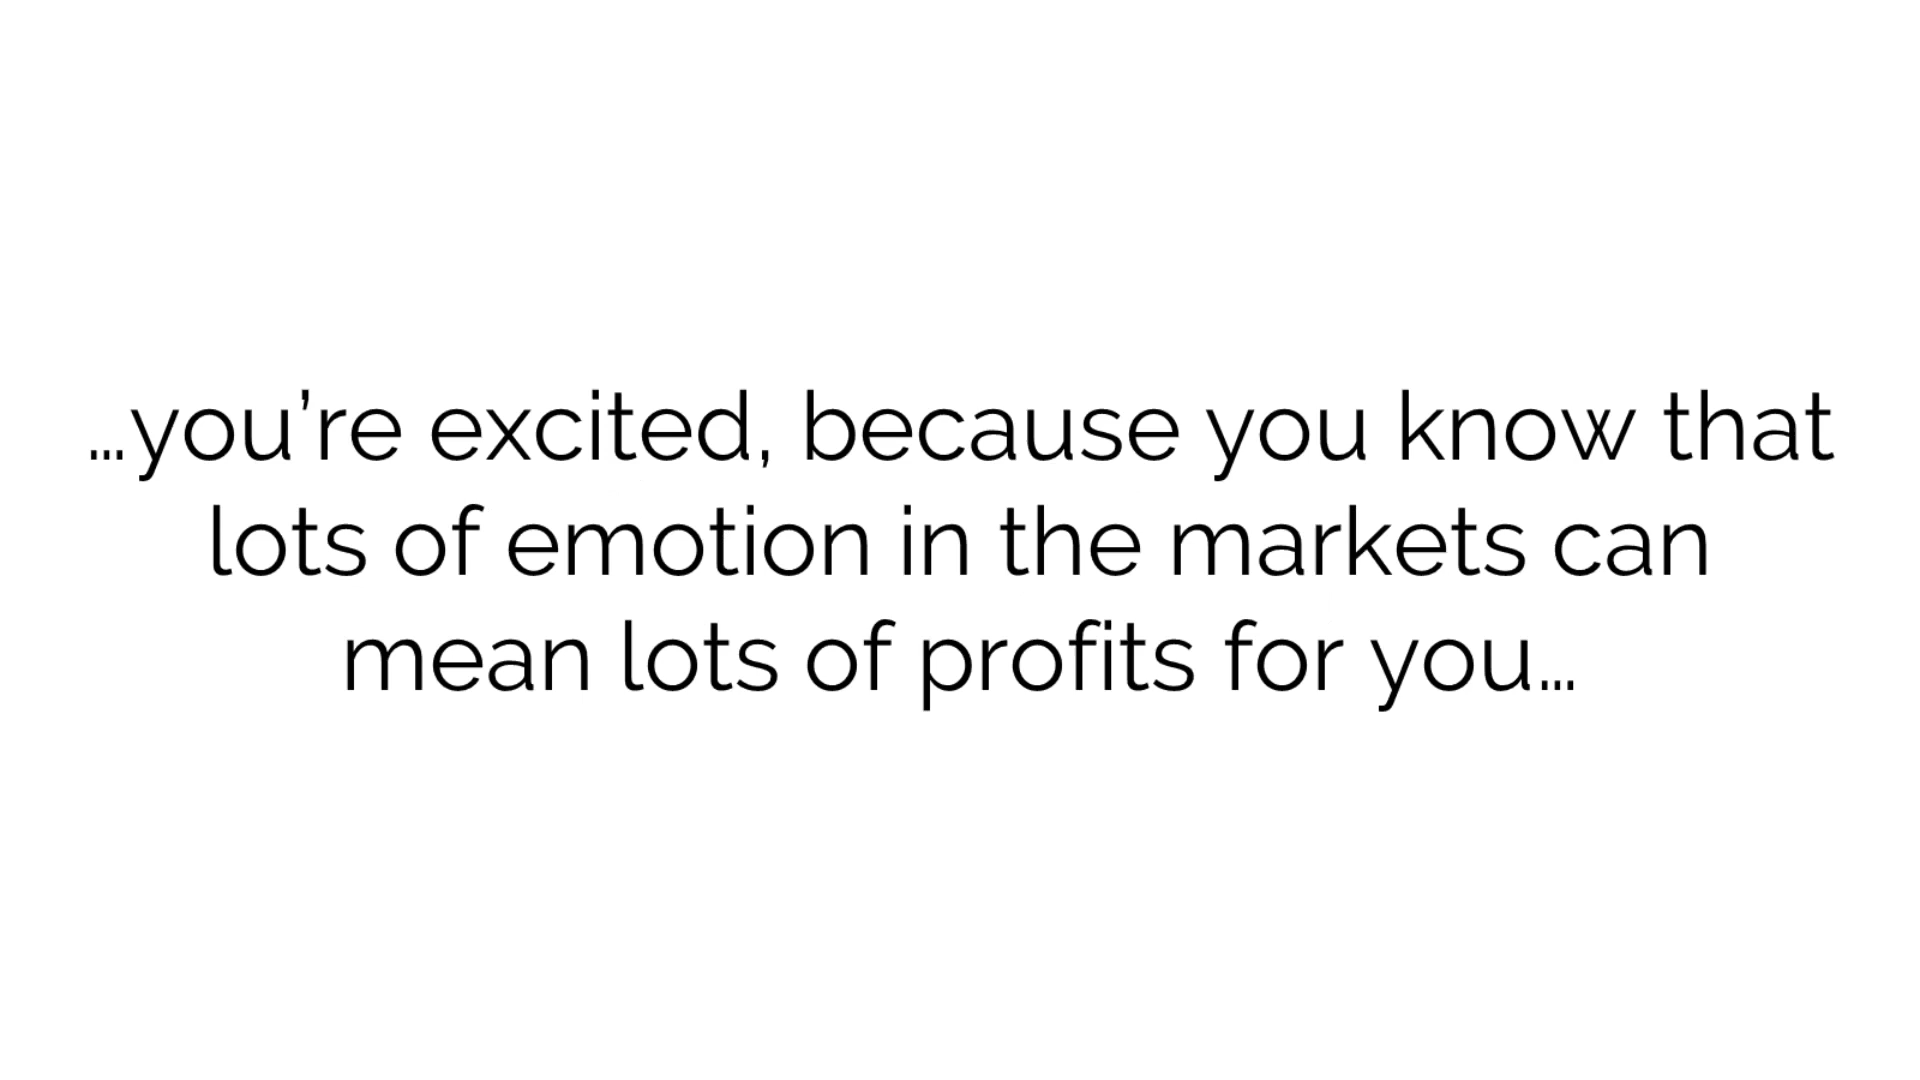 …you’re excited, because you know that
lots of emotion in the markets can
mean lots of profits for you…